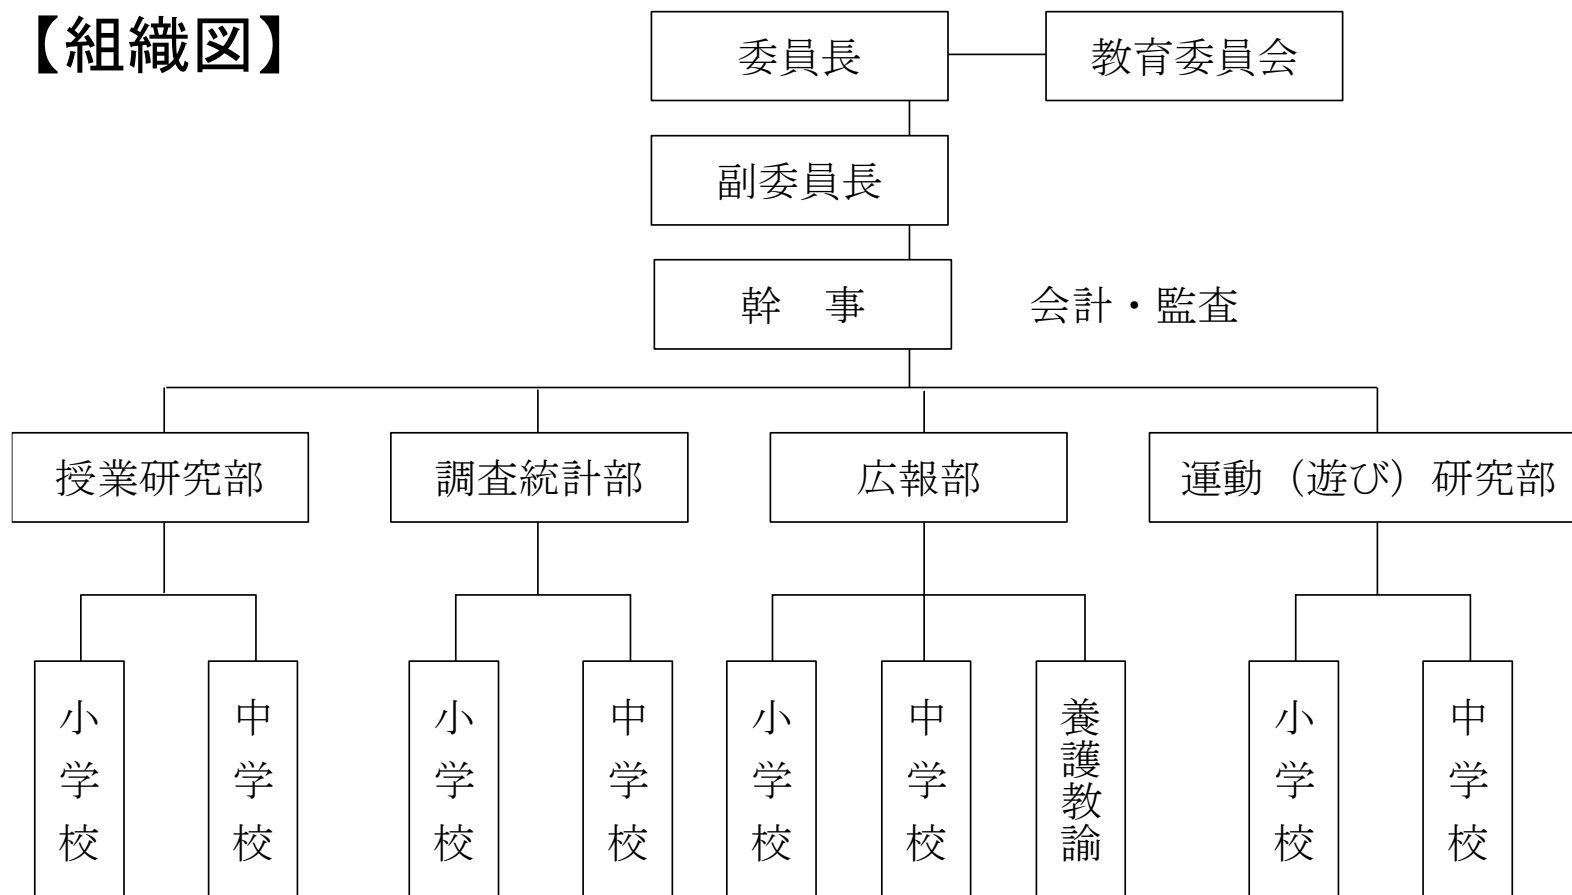 【組織図】
委員長
教育委員会
副委員長
幹　事
会計・監査
授業研究部
調査統計部
広報部
運動（遊び）研究部
小学校
中学校
小学校
中学校
小学校
中学校
養護教諭
小学校
中学校